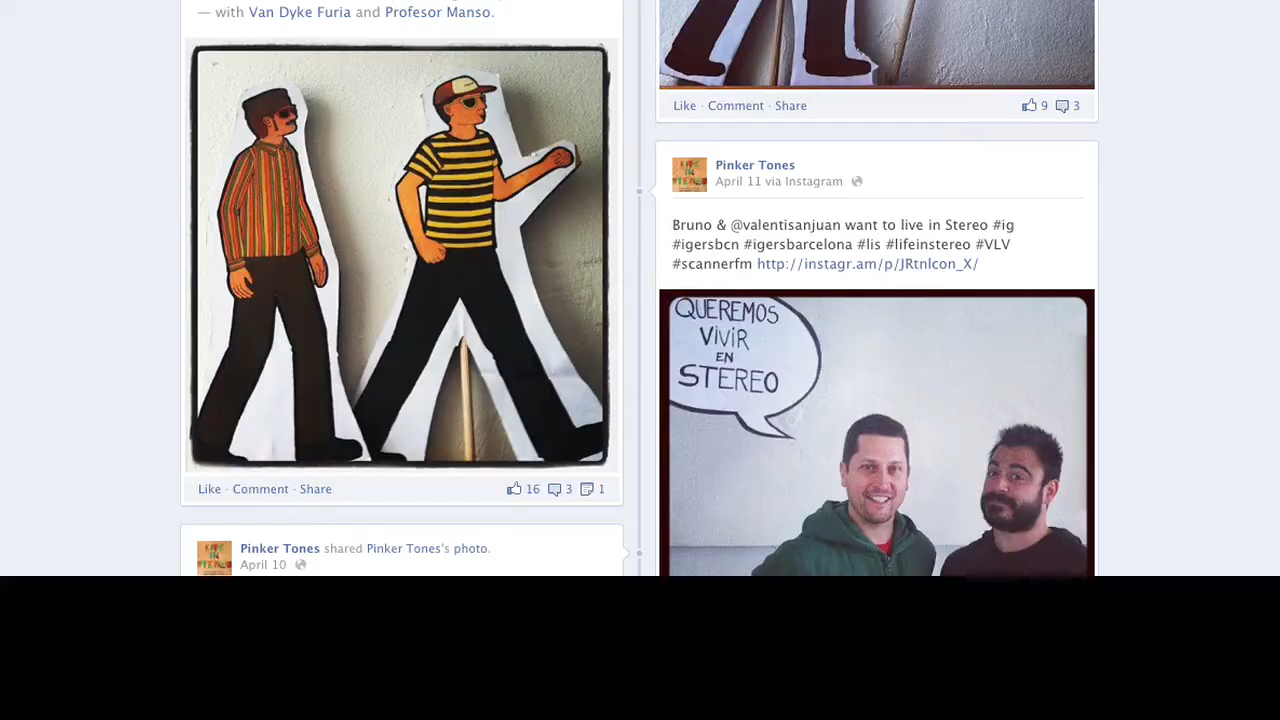 — with Van Dyke Furia and Profesor Manso.
Like · Comment · Share 16 3 1
Pinker Tones shared Pinker Tones's photo.
April 10
Like · Comment · Share 9 3
Pinker Tones
April 11 via Instagram
Bruno & @valentisanjuan want to live in Stereo #ig
#igersbcn #igersbarcelona #lis #lifeinstereo #VLV
#scannerfm http://instagr.am/p/JRtnlcon_X/
QUEREMOS
VIVIR
EN
STEREO